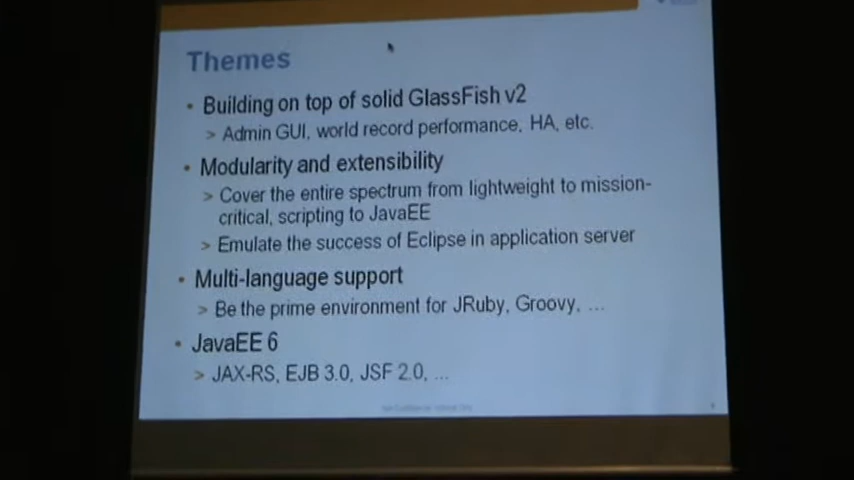 Themes
• Building on top of solid GlassFish v2
> Admin GUI, world record performance, HA, etc.
• Modularity and extensibility
> Cover the entire spectrum from lightweight to mission-
critical, scripting to JavaEE
> Emulate the success of Eclipse in application server
• Multi-language support
> Be the prime environment for JRuby, Groovy, ...
• JavaEE 6
> JAX-RS, EJB 3.0, JSF 2.0, ...